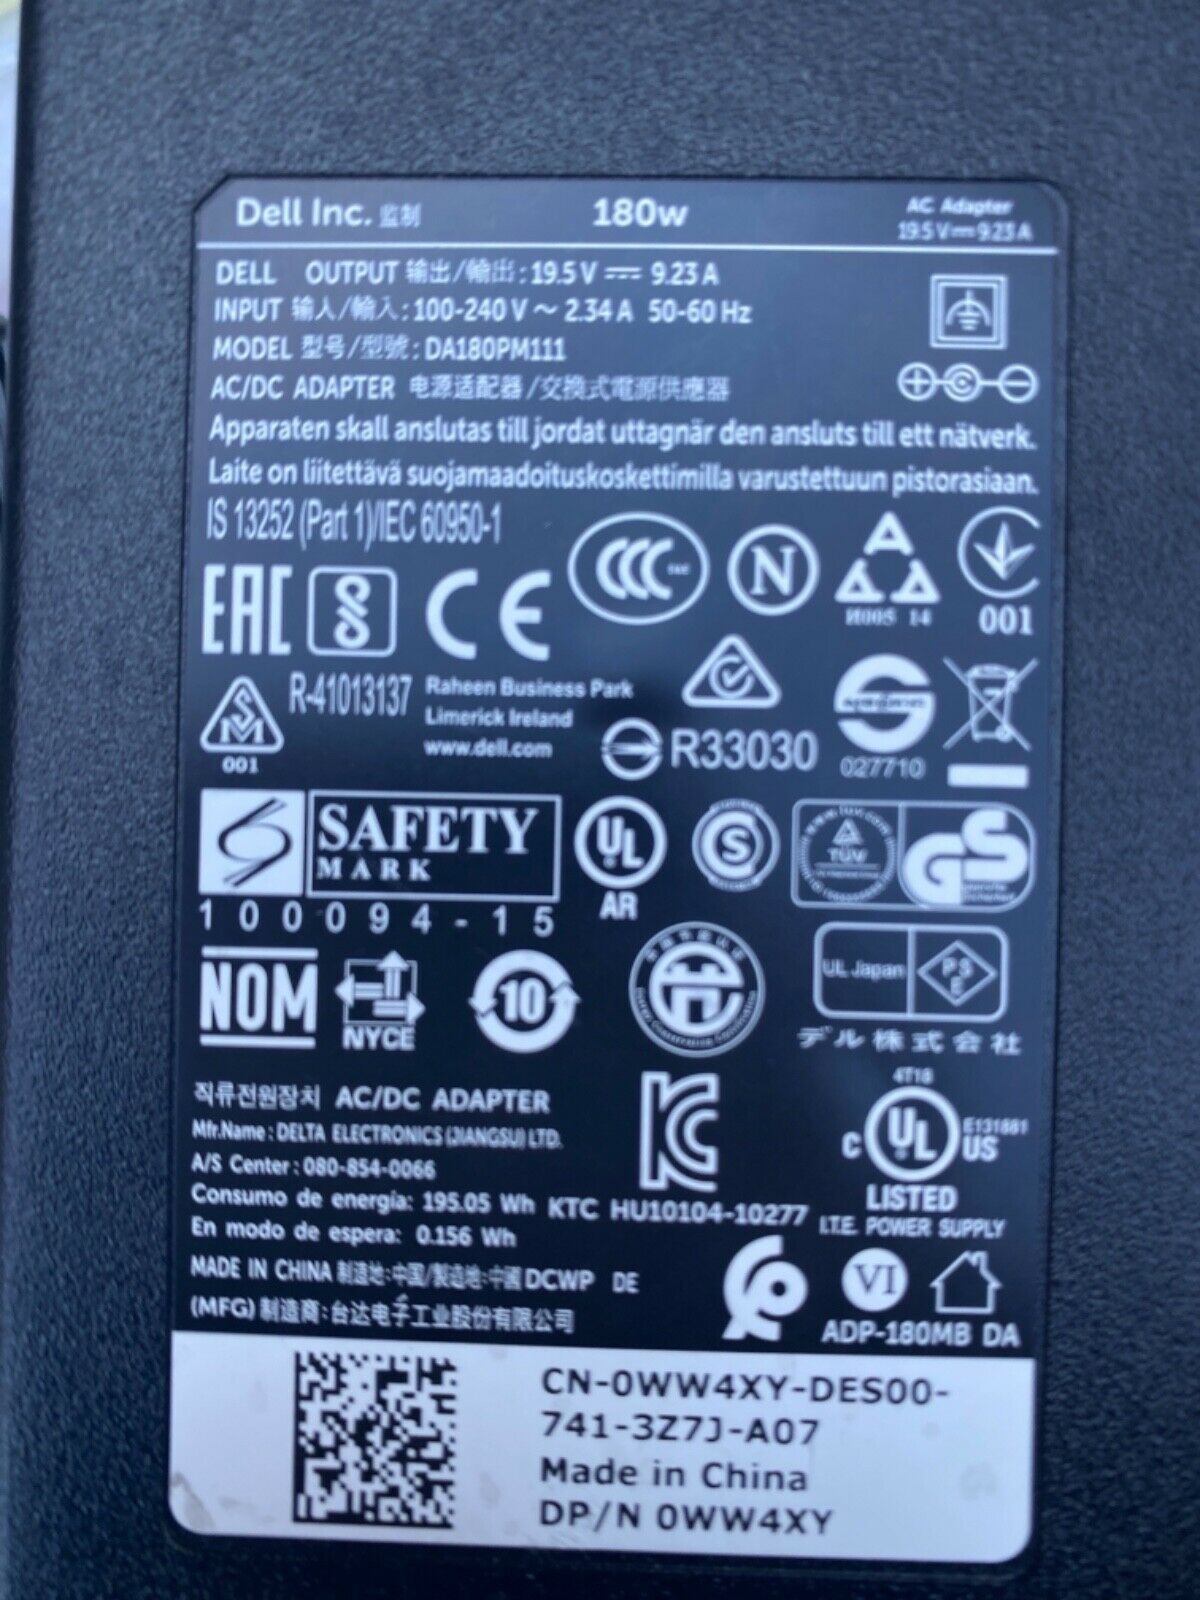 Dell Inc. 监制 180w AC Adapter
19.5 V⎓9.23 A
DELL OUTPUT 输出/輸出: 19.5 V ⎓ 9.23 A
INPUT 输入/輸入: 100-240 V ~ 2.34 A 50-60 Hz
MODEL 型号/型號: DA180PM111
AC/DC ADAPTER 电源适配器/交換式電源供應器
Apparaten skall anslutas till jordat uttagnär den ansluts till ett nätverk.
Laite on liitettävä suojamaadoituskoskettimilla varustettuun pistorasiaan.
IS 13252 (Part 1)/IEC 60950-1
EAC CE CCC N
И005 14
001
R-41013137
Raheen Business Park
Limerick Ireland
www.dell.com
SM
001
R33030
027710
SAFETY
MARK
100094-15
UL
AR
S
TÜV
GS
NOM
NYCE
10
UL Japan
PSE
デル株式会社
직류전원장치 AC/DC ADAPTER
Mfr.Name: DELTA ELECTRONICS (JIANGSU) LTD.
A/S Center: 080-854-0066
Consumo de energía: 195.05 Wh
KTC HU10104-10277
En modo de espera: 0.156 Wh
4T18
C UL US
E131881
LISTED
I.T.E. POWER SUPPLY
MADE IN CHINA 制造地:中国/製造地:中國 DCWP DE
(MFG) 制造商: 台达电子工业股份有限公司
VI
ADP-180MB DA
CN-0WW4XY-DES00-
741-3Z7J-A07
Made in China
DP/N 0WW4XY